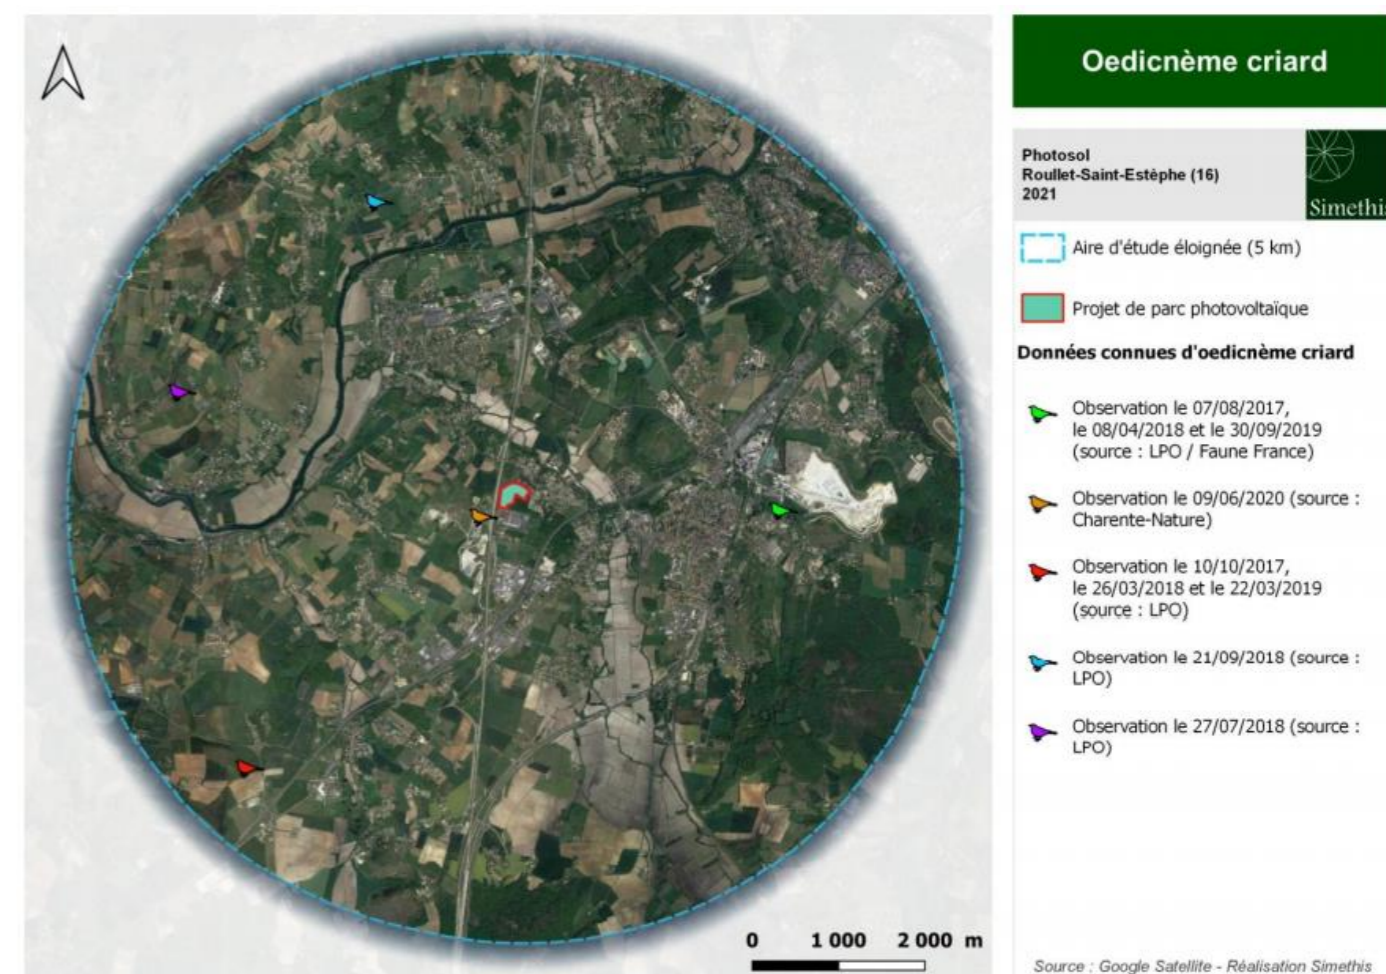 Oedicnème criard
Photosol
Roullet-Saint-Estèphe (16)
2021
Simethis
Aire d'étude éloignée (5 km)
Projet de parc photovoltaïque
Données connues d'oedicnème criard
Observation le 07/08/2017,
le 08/04/2018 et le 30/09/2019
(source : LPO / Faune France)
Observation le 09/06/2020 (source :
Charente-Nature)
Observation le 10/10/2017,
le 26/03/2018 et le 22/03/2019
(source : LPO)
Observation le 21/09/2018 (source :
LPO)
Observation le 27/07/2018 (source :
LPO)
0 1 000 2 000 m
Source : Google Satellite - Réalisation Simethis